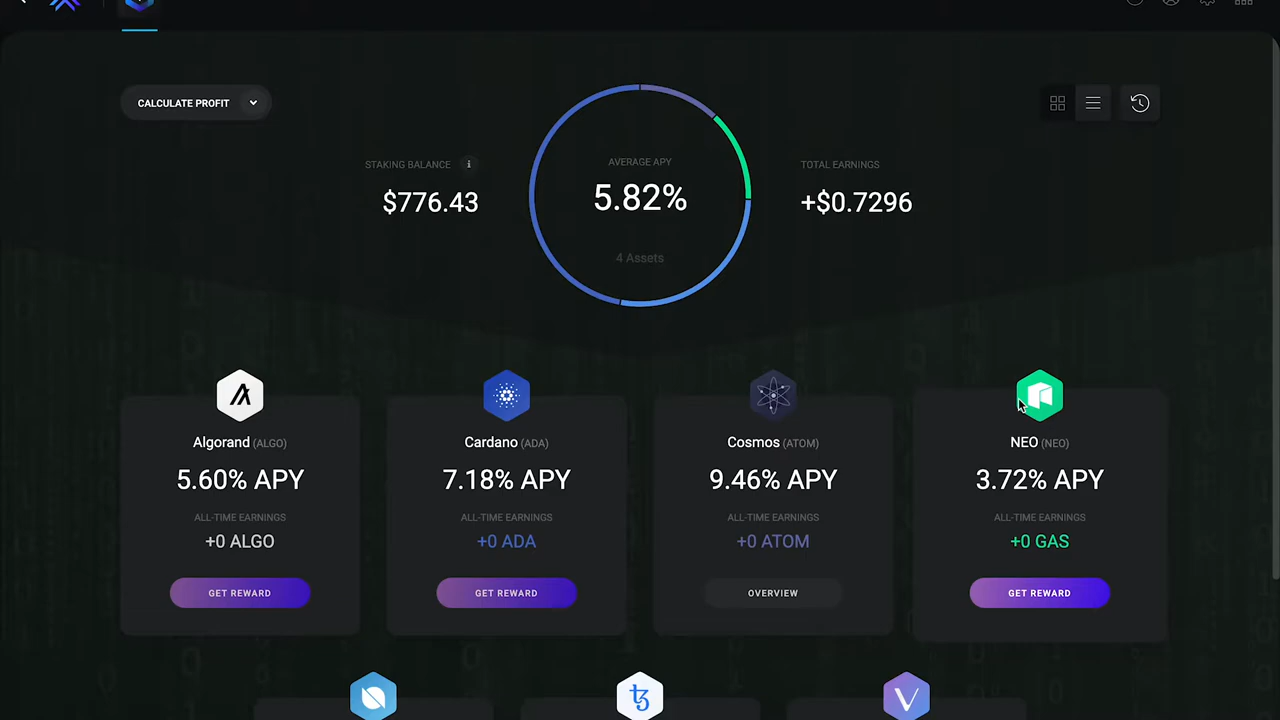 CALCULATE PROFIT
STAKING BALANCE i
$776.43
AVERAGE APY
5.82%
4 Assets
TOTAL EARNINGS
+$0.7296
Algorand (ALGO)
5.60% APY
ALL-TIME EARNINGS
+0 ALGO
GET REWARD
Cardano (ADA)
7.18% APY
ALL-TIME EARNINGS
+0 ADA
GET REWARD
Cosmos (ATOM)
9.46% APY
ALL-TIME EARNINGS
+0 ATOM
OVERVIEW
NEO (NEO)
3.72% APY
ALL-TIME EARNINGS
+0 GAS
GET REWARD